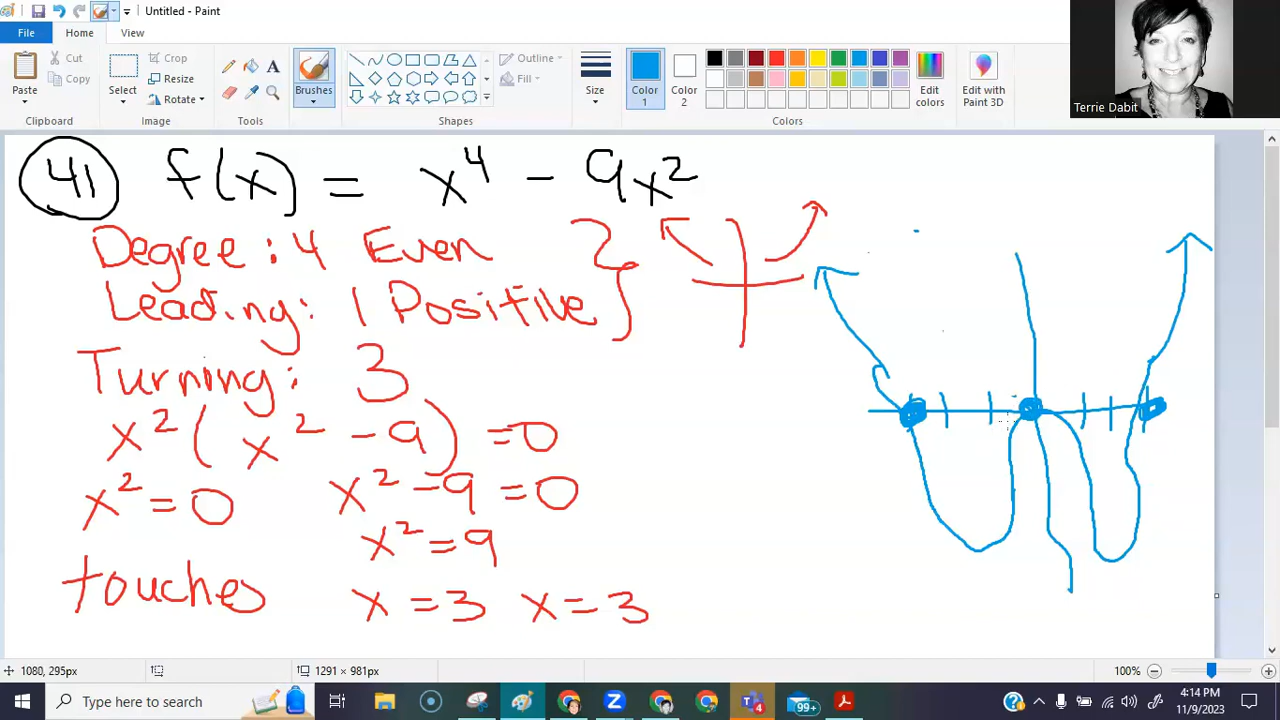 Untitled - Paint
File
Home
View
Paste
Cut
Copy
Clipboard
Select
Crop
Resize
Rotate
Image
A
Tools
Brushes
Outline
Fill
Shapes
Size
Color 1
Color 2
Edit colors
Edit with Paint 3D
Colors
Terrie Dabit
41 f(x) = x⁴ - 9x²
Degree: 4 Even
Leading: 1 Positive
Turning: 3
x²(x² - 9) = 0
x² = 0 x² - 9 = 0
x² = 9
touches x = 3 x = 3
1080, 295px
1291 × 981px
100%
Type here to search
Z
4
99+
4:14 PM
11/9/2023